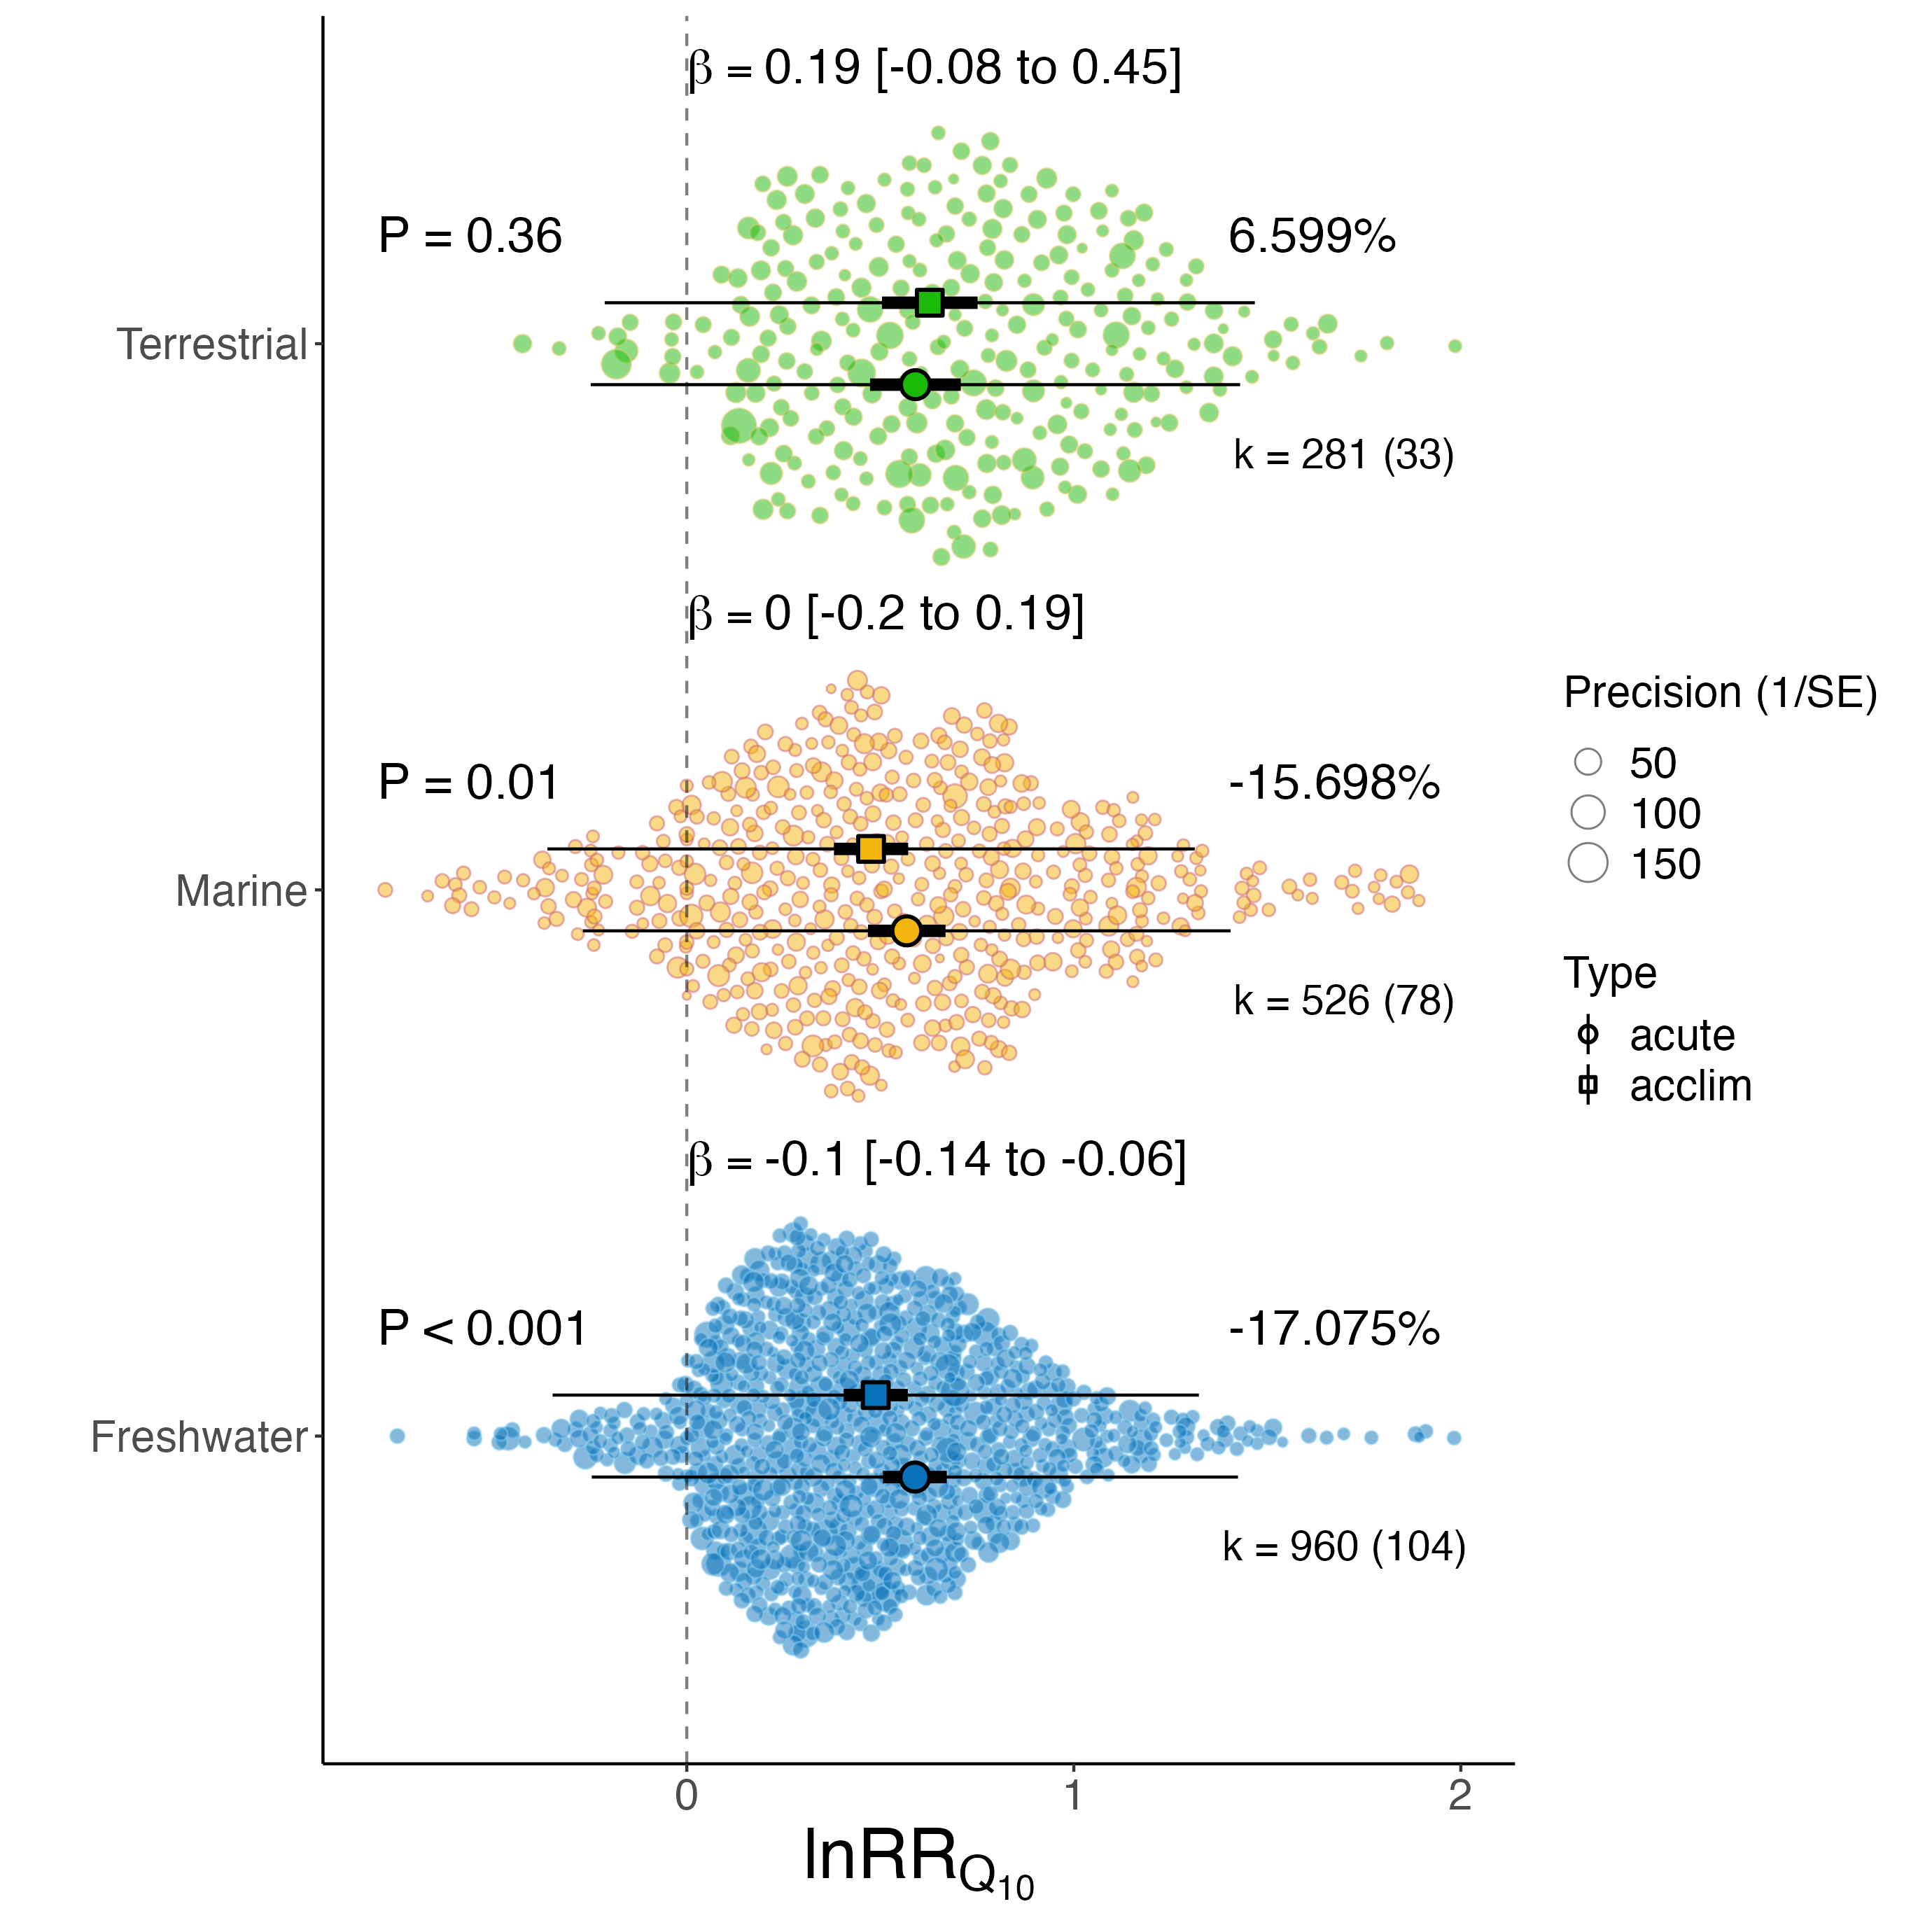 β = 0.19 [-0.08 to 0.45]
P = 0.36
6.599%
Terrestrial
k = 281 (33)
β = 0 [-0.2 to 0.19]
P = 0.01
-15.698%
Marine
k = 526 (78)
β = -0.1 [-0.14 to -0.06]
P < 0.001
-17.075%
Freshwater
k = 960 (104)
0 1 2
lnRR_Q_10
Precision (1/SE)
50
100
150
Type
acute
acclim